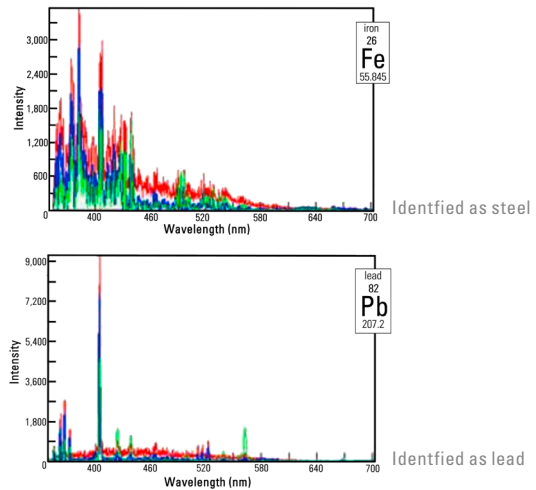 iron
26
Fe
55.845
3,000
2,400
1,800
1,200
600
0
Intensity
400 460 520 580 640 700
Wavelength (nm)
Identfied as steel
lead
82
Pb
207.2
9,000
7,200
5,400
3,600
1,800
0
Intensity
400 460 520 580 640 700
Wavelength (nm)
Identfied as lead